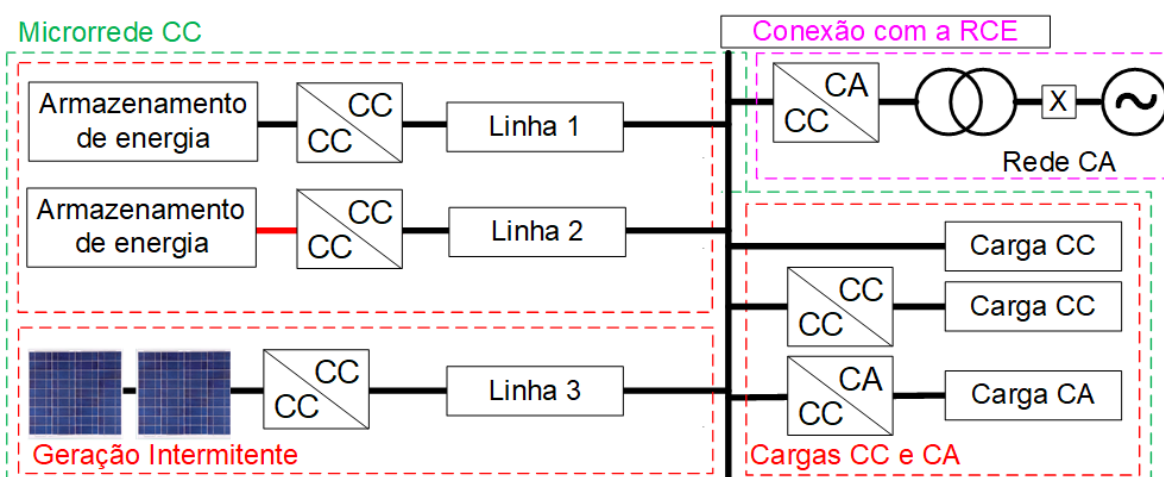 Microrrede CC
Conexão com a RCE
Armazenamento
de energia
CC
CC
Linha 1
CA
CC
X
Rede CA
Armazenamento
de energia
CC
CC
Linha 2
Carga CC
CC
CC
Carga CC
CC
CC
Linha 3
CA
CC
Carga CA
Geração Intermitente
Cargas CC e CA